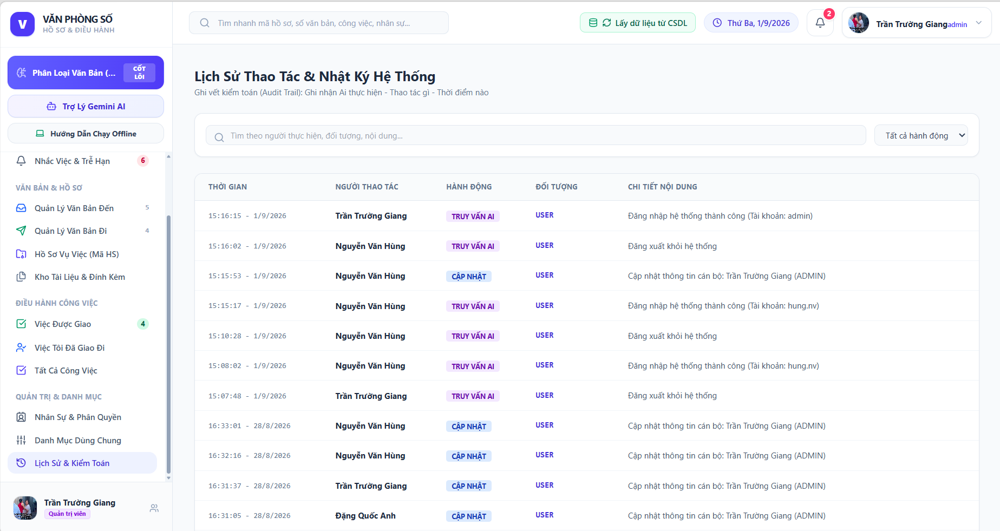 V
VĂN PHÒNG SỐ
HỒ SƠ & ĐIỀU HÀNH
Tìm nhanh mã hồ sơ, số văn bản, công việc, nhân sự...
Lấy dữ liệu từ CSDL
Thứ Ba, 1/9/2026
2
Trần Trường Giang admin
Phân Loại Văn Bản (... CỐT LÕI
Trợ Lý Gemini AI
Hướng Dẫn Chạy Offline
Nhắc Việc & Trễ Hạn 6
VĂN BẢN & HỒ SƠ
Quản Lý Văn Bản Đến 5
Quản Lý Văn Bản Đi 4
Hồ Sơ Vụ Việc (Mã HS)
Kho Tài Liệu & Đính Kèm
ĐIỀU HÀNH CÔNG VIỆC
Việc Được Giao 4
Việc Tôi Đã Giao Đi
Tất Cả Công Việc
QUẢN TRỊ & DANH MỤC
Nhân Sự & Phân Quyền
Danh Mục Dùng Chung
Lịch Sử & Kiểm Toán
Trần Trường Giang
Quản trị viên
Lịch Sử Thao Tác & Nhật Ký Hệ Thống
Ghi vết kiểm toán (Audit Trail): Ghi nhận Ai thực hiện - Thao tác gì - Thời điểm nào
Tìm theo người thực hiện, đối tượng, nội dung...
Tất cả hành động
THỜI GIAN NGƯỜI THAO TÁC HÀNH ĐỘNG ĐỐI TƯỢNG CHI TIẾT NỘI DUNG
15:16:15 - 1/9/2026 Trần Trường Giang TRUY VẤN AI USER Đăng nhập hệ thống thành công (Tài khoản: admin)
15:16:02 - 1/9/2026 Nguyễn Văn Hùng TRUY VẤN AI USER Đăng xuất khỏi hệ thống
15:15:53 - 1/9/2026 Nguyễn Văn Hùng CẬP NHẬT USER Cập nhật thông tin cán bộ: Trần Trường Giang (ADMIN)
15:15:17 - 1/9/2026 Nguyễn Văn Hùng TRUY VẤN AI USER Đăng nhập hệ thống thành công (Tài khoản: hung.nv)
15:10:28 - 1/9/2026 Nguyễn Văn Hùng TRUY VẤN AI USER Đăng xuất khỏi hệ thống
15:08:02 - 1/9/2026 Nguyễn Văn Hùng TRUY VẤN AI USER Đăng nhập hệ thống thành công (Tài khoản: hung.nv)
15:07:48 - 1/9/2026 Trần Trường Giang TRUY VẤN AI USER Đăng xuất khỏi hệ thống
16:33:01 - 28/8/2026 Nguyễn Văn Hùng CẬP NHẬT USER Cập nhật thông tin cán bộ: Trần Trường Giang (ADMIN)
16:32:16 - 28/8/2026 Nguyễn Văn Hùng CẬP NHẬT USER Cập nhật thông tin cán bộ: Trần Trường Giang (ADMIN)
16:31:37 - 28/8/2026 Trần Trường Giang CẬP NHẬT USER Cập nhật thông tin cán bộ: Trần Trường Giang (ADMIN)
16:31:05 - 28/8/2026 Đặng Quốc Anh CẬP NHẬT USER Cập nhật thông tin cán bộ: Trần Trường Giang (ADMIN)